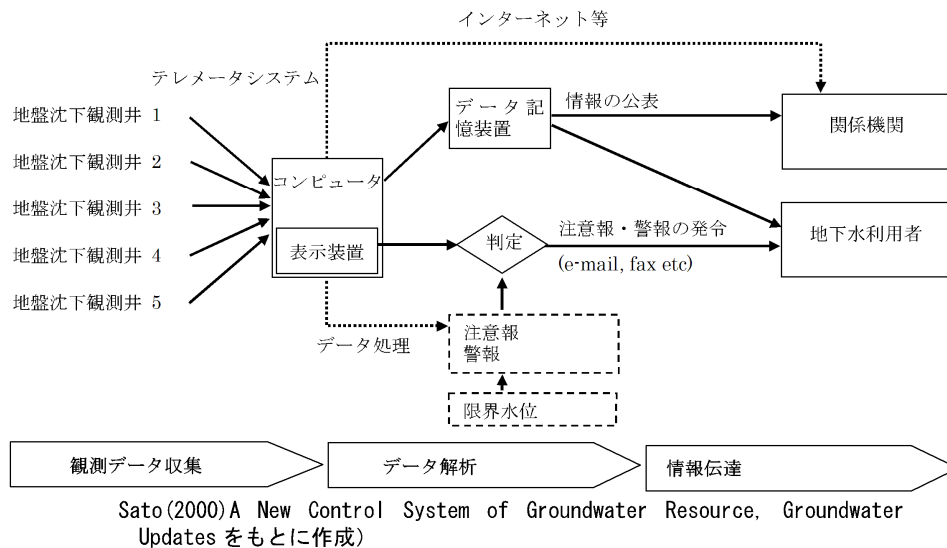 インターネット等
テレメータシステム
地盤沈下観測井 1
地盤沈下観測井 2
地盤沈下観測井 3
地盤沈下観測井 4
地盤沈下観測井 5
コンピュータ
表示装置
データ記
憶装置
情報の公表
関係機関
判定
注意報・警報の発令
(e-mail, fax etc)
地下水利用者
データ処理
注意報
警報
限界水位
観測データ収集
データ解析
情報伝達
Sato(2000)A New Control System of Groundwater Resource, Groundwater
Updatesをもとに作成)